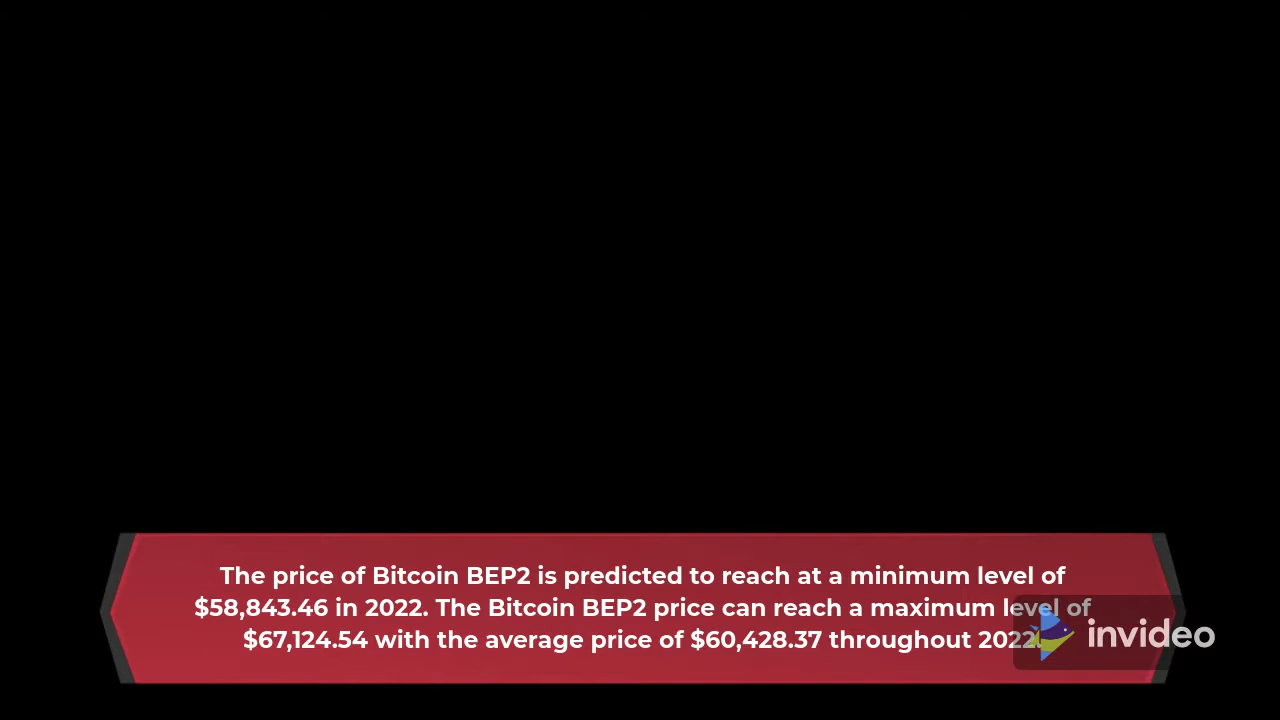 The price of Bitcoin BEP2 is predicted to reach at a minimum level of
$58,843.46 in 2022. The Bitcoin BEP2 price can reach a maximum level of
$67,124.54 with the average price of $60,428.37 throughout 2022.
invideo